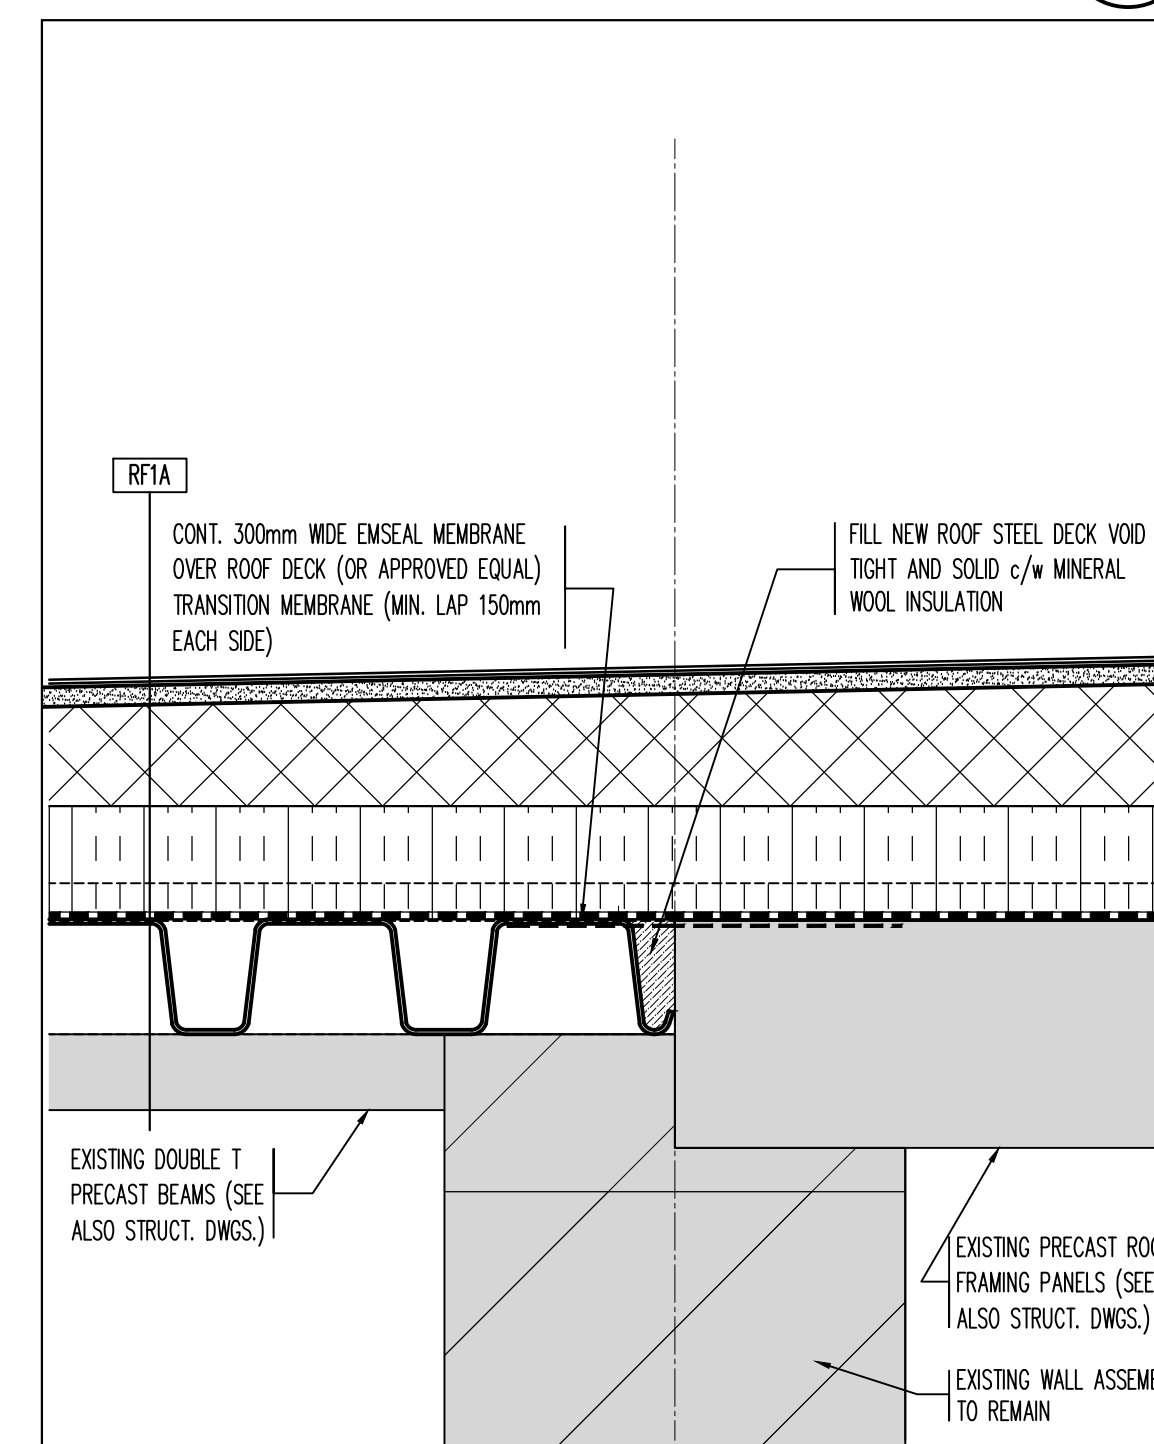 RF1A
CONT. 300mm WIDE EMSEAL MEMBRANE
OVER ROOF DECK (OR APPROVED EQUAL)
TRANSITION MEMBRANE (MIN. LAP 150mm
EACH SIDE)
FILL NEW ROOF STEEL DECK VOID
TIGHT AND SOLID c/w MINERAL
WOOL INSULATION
EXISTING DOUBLE T
PRECAST BEAMS (SEE
ALSO STRUCT. DWGS.)
EXISTING PRECAST
FRAMING PANELS (SEE
ALSO STRUCT. DWGS.)
EXISTING WALL
TO REMAIN